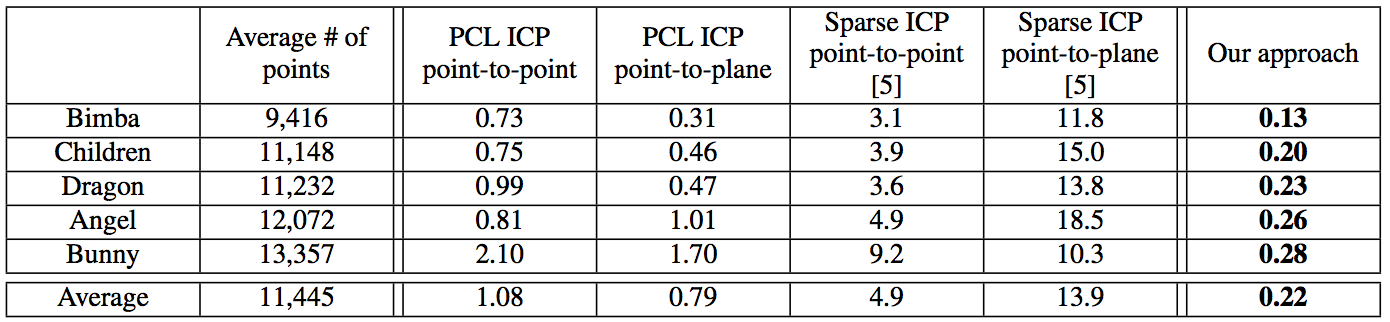 Average # of points PCL ICP point-to-point PCL ICP point-to-plane Sparse ICP point-to-point [5] Sparse ICP point-to-plane [5] Our approach
Bimba 9,416 0.73 0.31 3.1 11.8 0.13
Children 11,148 0.75 0.46 3.9 15.0 0.20
Dragon 11,232 0.99 0.47 3.6 13.8 0.23
Angel 12,072 0.81 1.01 4.9 18.5 0.26
Bunny 13,357 2.10 1.70 9.2 10.3 0.28
Average 11,445 1.08 0.79 4.9 13.9 0.22